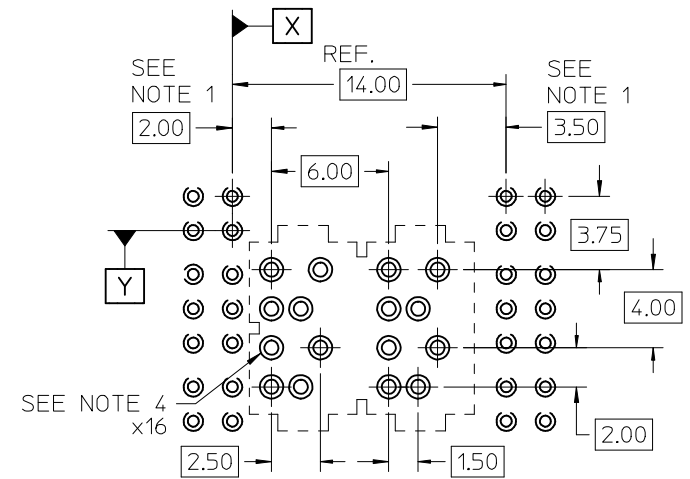 X
REF.
SEE
NOTE 1
14.00
SEE
NOTE 1
2.00
3.50
6.00
3.75
Y
4.00
SEE NOTE 4
x16
2.00
2.50
1.50